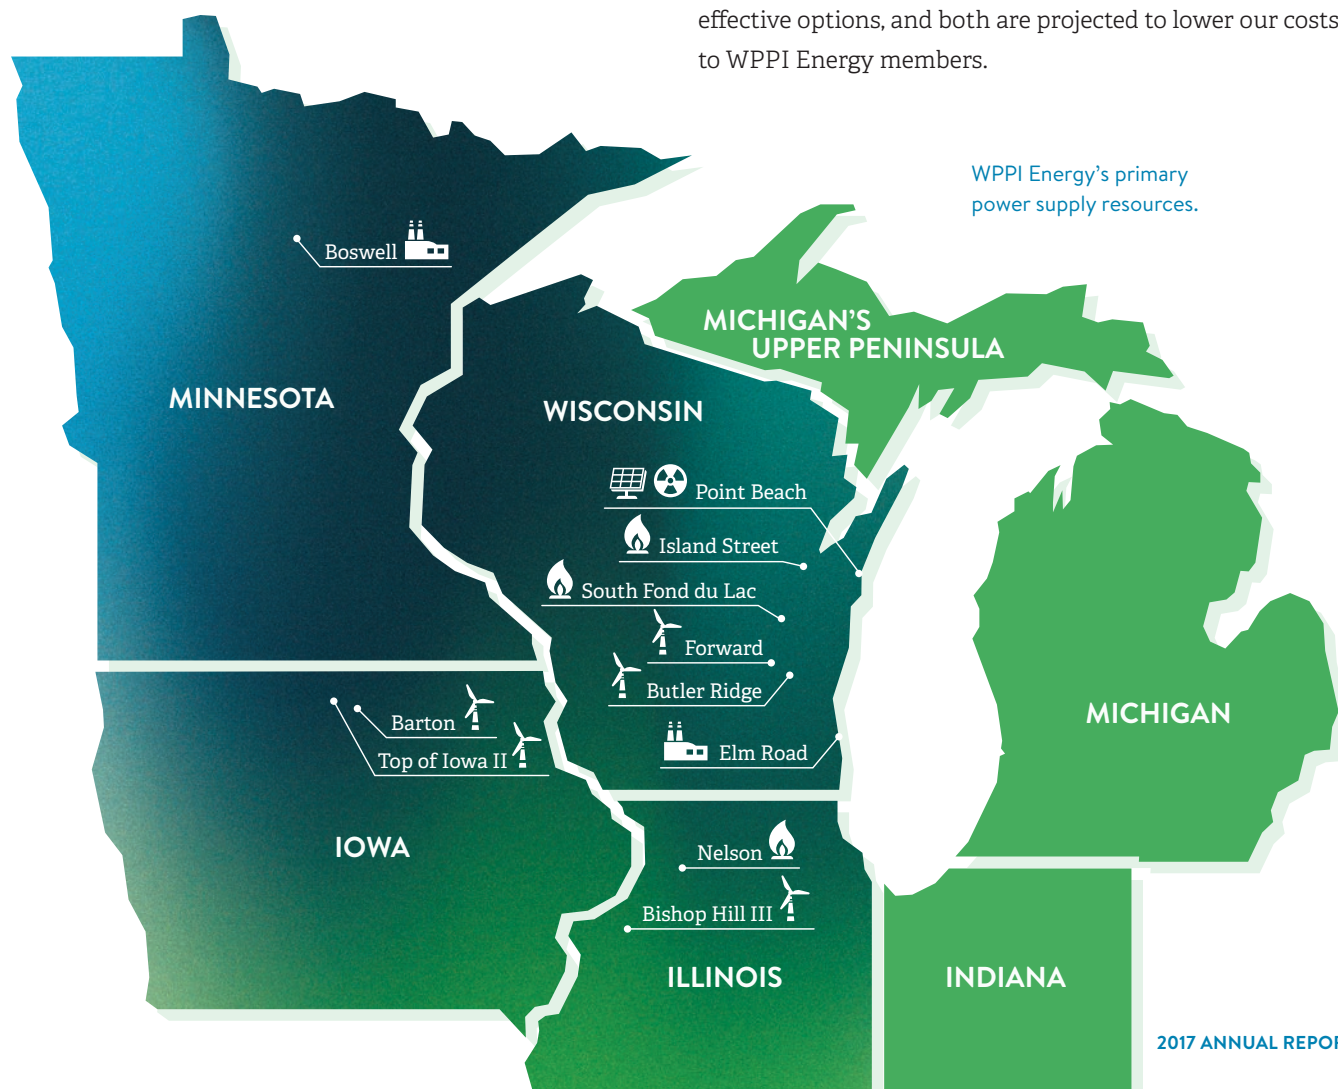 effective options, and both are projected to lower our costs
to WPPI Energy members.
WPPI Energy’s primary
power supply resources.
Boswell
MICHIGAN’S
UPPER PENINSULA
MINNESOTA
WISCONSIN
Point Beach
Island Street
South Fond du Lac
Forward
Butler Ridge
Elm Road
Barton
Top of Iowa II
MICHIGAN
IOWA
Nelson
Bishop Hill III
ILLINOIS
INDIANA
2017 ANNUAL REPOR